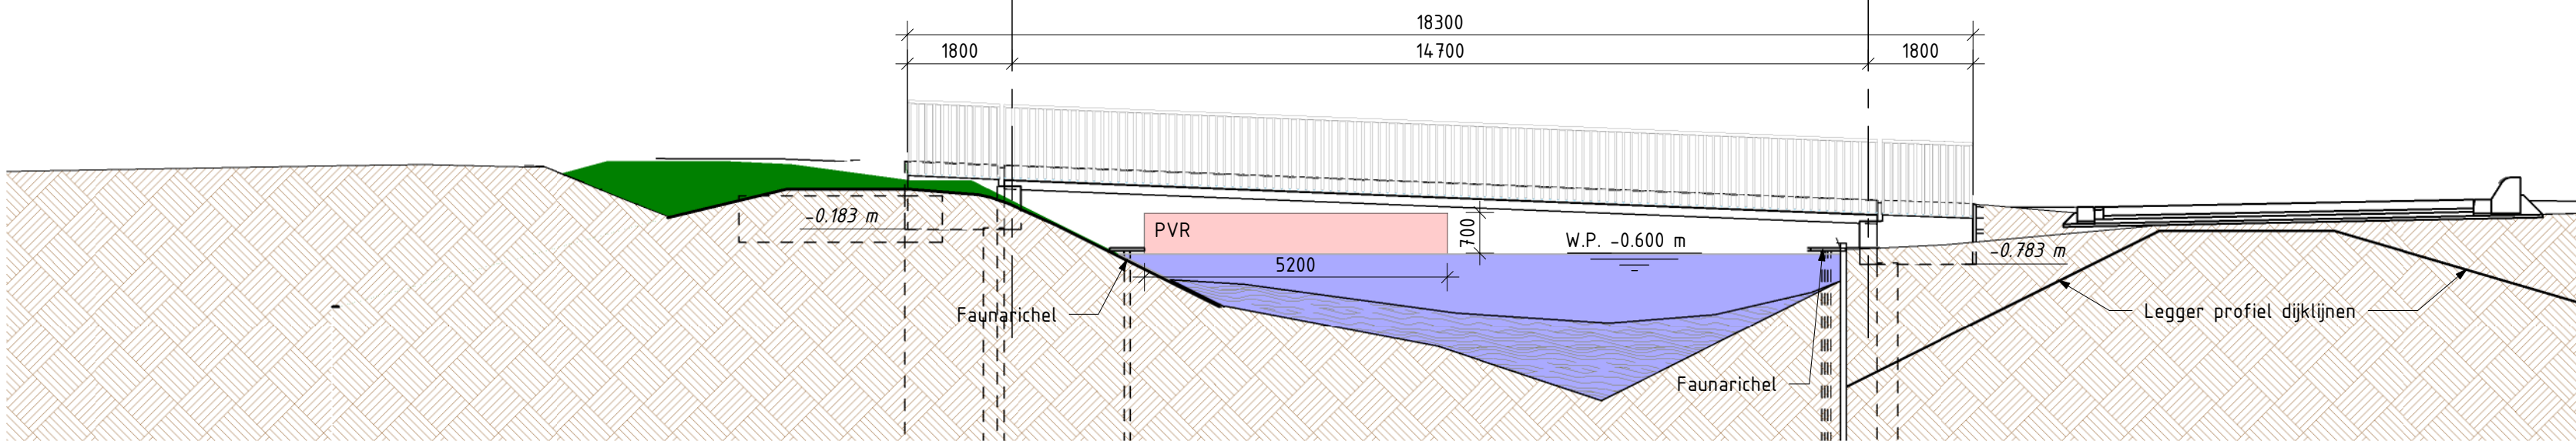 18300
1800
14700
1800
-0.183 m
PVR
700
W.P. -0.600 m
-0.783 m
5200
Faunarichel
Legger profiel dijklijnen
Faunarichel